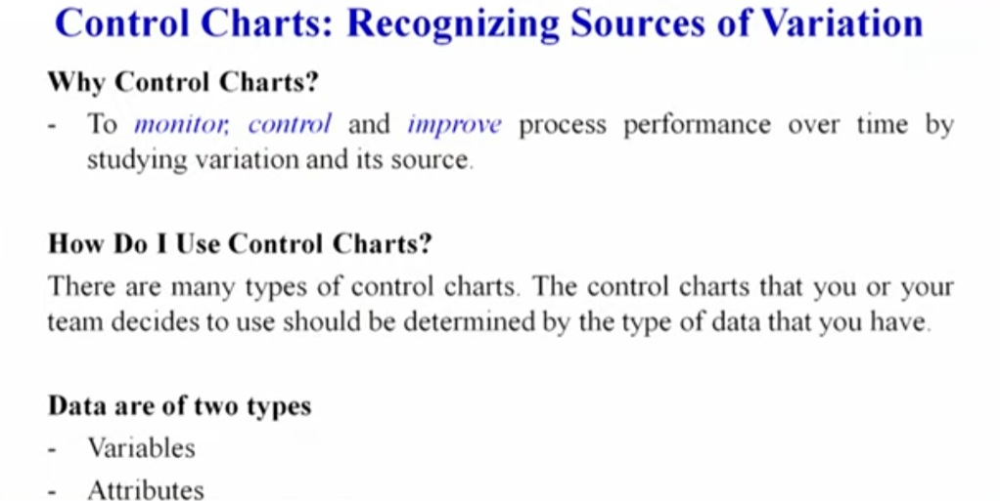 Control Charts: Recognizing Sources of Variation
Why Control Charts?
- To monitor, control and improve process performance over time by
studying variation and its source.
How Do I Use Control Charts?
There are many types of control charts. The control charts that you or your
team decides to use should be determined by the type of data that you have.
Data are of two types
- Variables
- Attributes